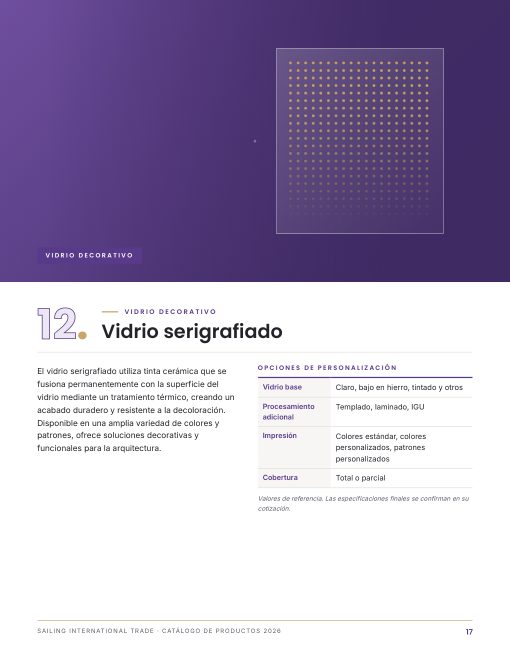 VIDRIO DECORATIVO
12.
VIDRIO DECORATIVO
Vidrio serigrafiado
El vidrio serigrafiado utiliza tinta cerámica que se
fusiona permanentemente con la superficie del
vidrio mediante un tratamiento térmico, creando un
acabado duradero y resistente a la decoloración.
Disponible en una amplia variedad de colores y
patrones, ofrece soluciones decorativas y
funcionales para la arquitectura.
OPCIONES DE PERSONALIZACIÓN
Vidrio base Claro, bajo en hierro, tintado y otros
Procesamiento adicional Templado, laminado, IGU
Impresión Colores estándar, colores
personalizados, patrones
personalizados
Cobertura Total o parcial
Valores de referencia. Las especificaciones finales se confirman en su
cotización.
SAILING INTERNATIONAL TRADE · CATÁLOGO DE PRODUCTOS 2026 17